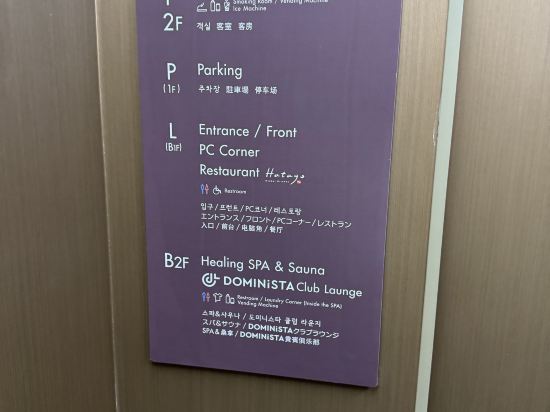 Smoking Room / Vending Machine
Ice Machine
2F
객실 客室 客房
P
(1F)
Parking
주차장 駐車場 停车场
L
(B1F)
Entrance / Front
PC Corner
Restaurant Hatago
Restroom
입구 / 프런트 / PC코너 / 레스토랑
エントランス / フロント / PCコーナー / レストラン
入口 / 前台 / 电脑角 / 餐厅
B2F
Healing SPA & Sauna
DOMiNiSTA Club Lounge
Restroom / Laundry Corner (Inside the SPA)
Vending Machine
스파&사우나 / 도미니스타 클럽 라운지
スパ&サウナ / DOMiNiSTAクラブラウンジ
SPA&桑拿 / DOMiNiSTA貴賓俱乐部